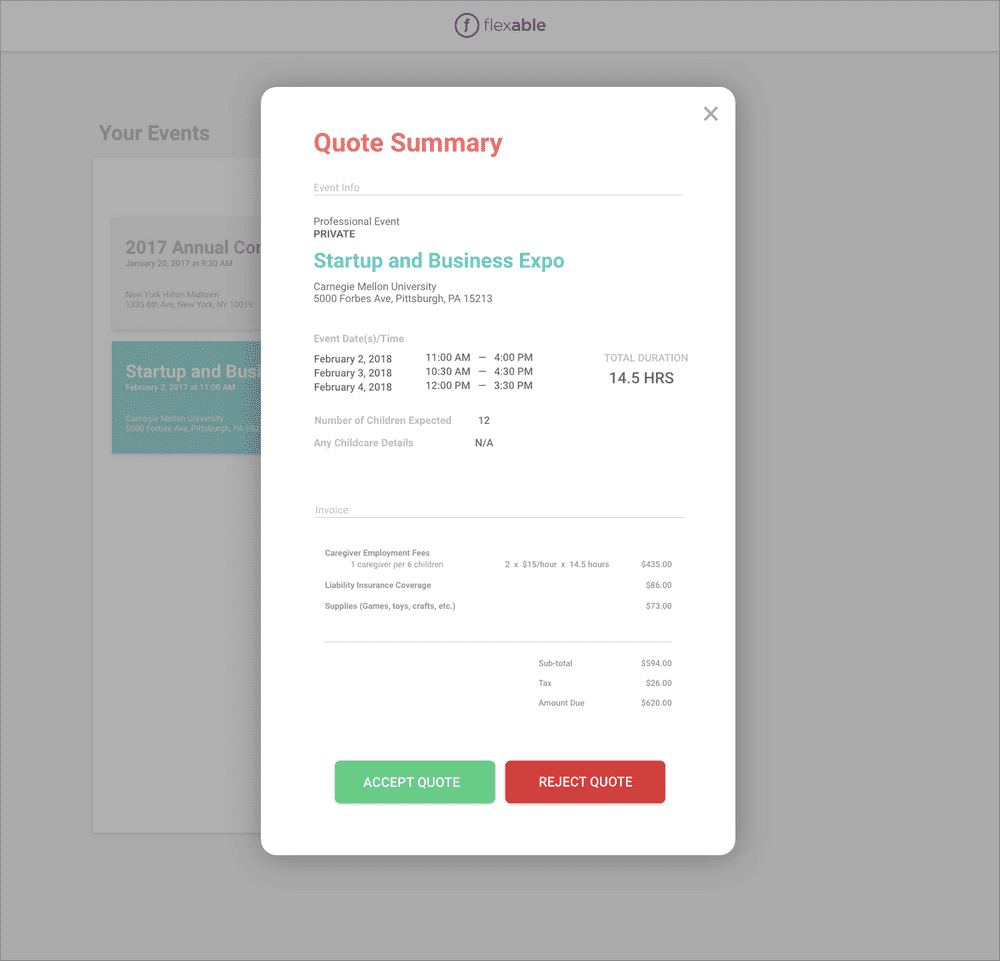 flexable
Your Events
2017 Annual Con
January 20, 2017 at 9:30 AM
New York Hilton Midtown
1335 6th Ave, New York, NY 10019
Startup and Busi
February 2, 2017 at 11:00 AM
Carnegie Mellon University
5000 Forbes Ave, Pittsburgh, PA 152
Quote Summary
Event Info
Professional Event
PRIVATE
Startup and Business Expo
Carnegie Mellon University
5000 Forbes Ave, Pittsburgh, PA 15213
Event Date(s)/Time
February 2, 2018 11:00 AM — 4:00 PM
February 3, 2018 10:30 AM — 4:30 PM
February 4, 2018 12:00 PM — 3:30 PM
TOTAL DURATION
14.5 HRS
Number of Children Expected 12
Any Childcare Details N/A
Invoice
Caregiver Employment Fees
1 caregiver per 6 children 2 x $15/hour x 14.5 hours $435.00
Liability Insurance Coverage $86.00
Supplies (Games, toys, crafts, etc.) $73.00
Sub-total $594.00
Tax $26.00
Amount Due $620.00
ACCEPT QUOTE
REJECT QUOTE